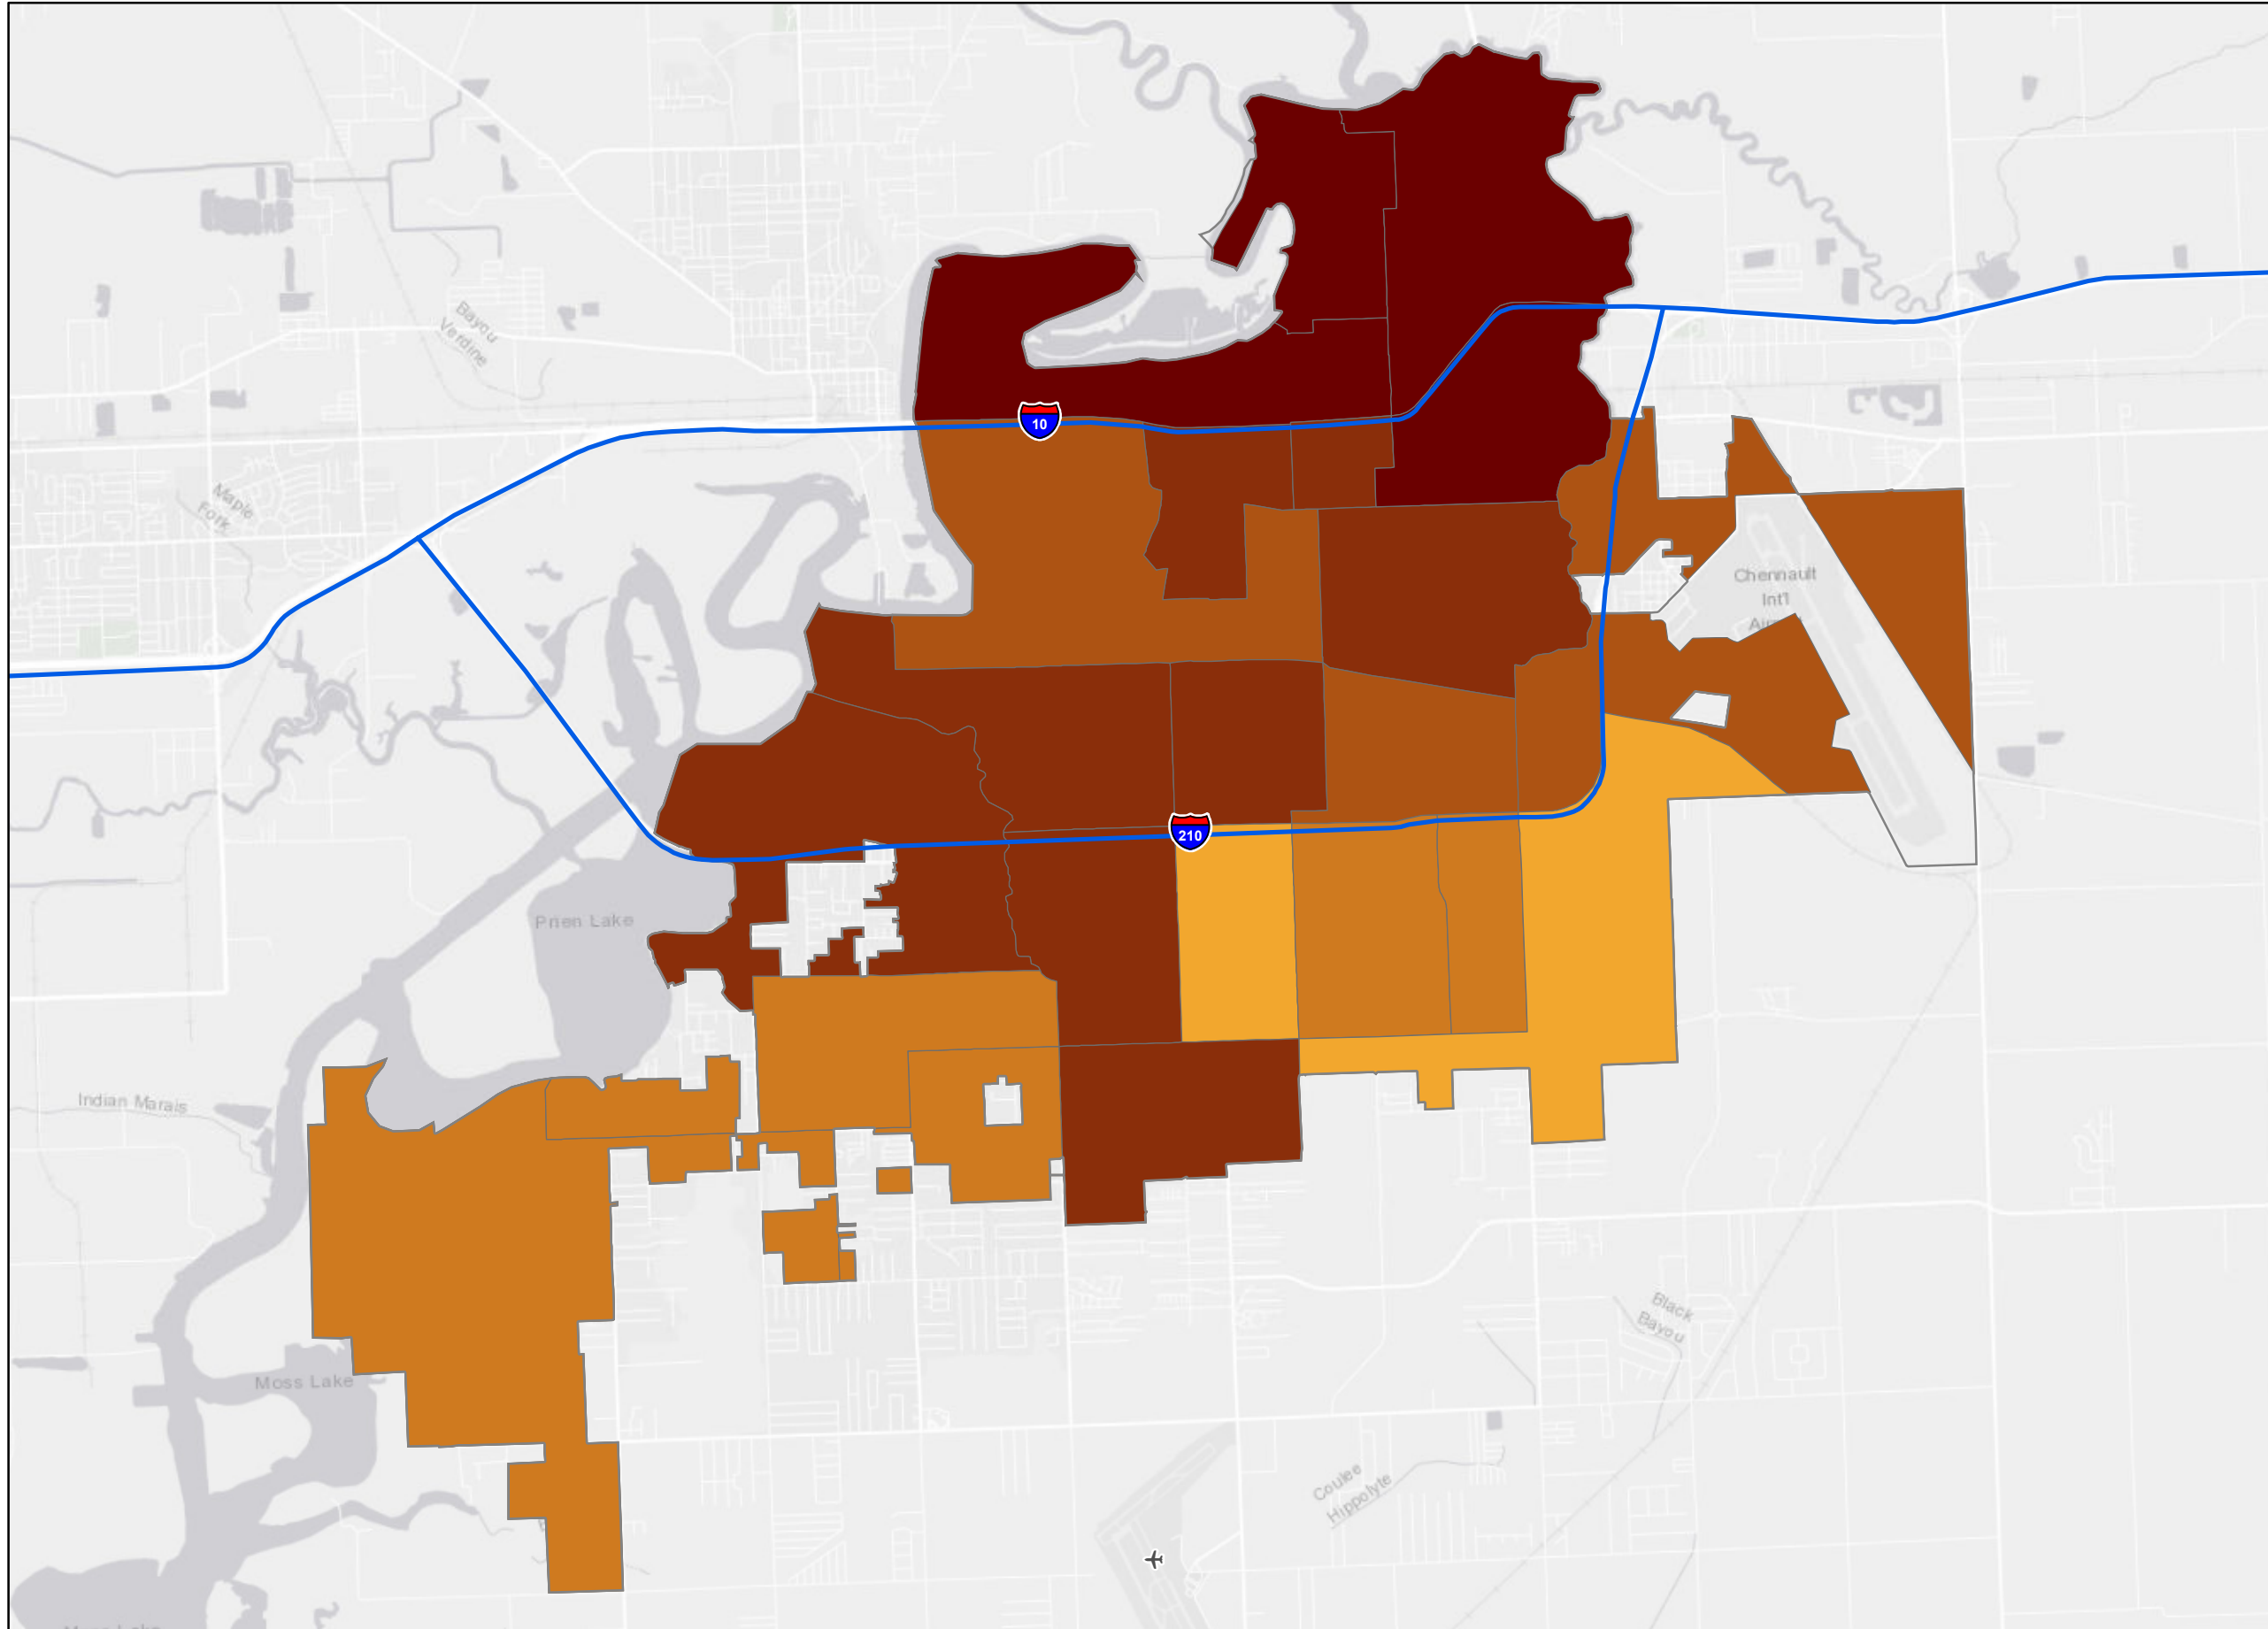 Bayou
Verdine
10
Maple
Fork
Chennault
Int'l
210
Prien Lake
Indian Marais
Black
Bayou
Moss Lake
Coulee
Hippolyte